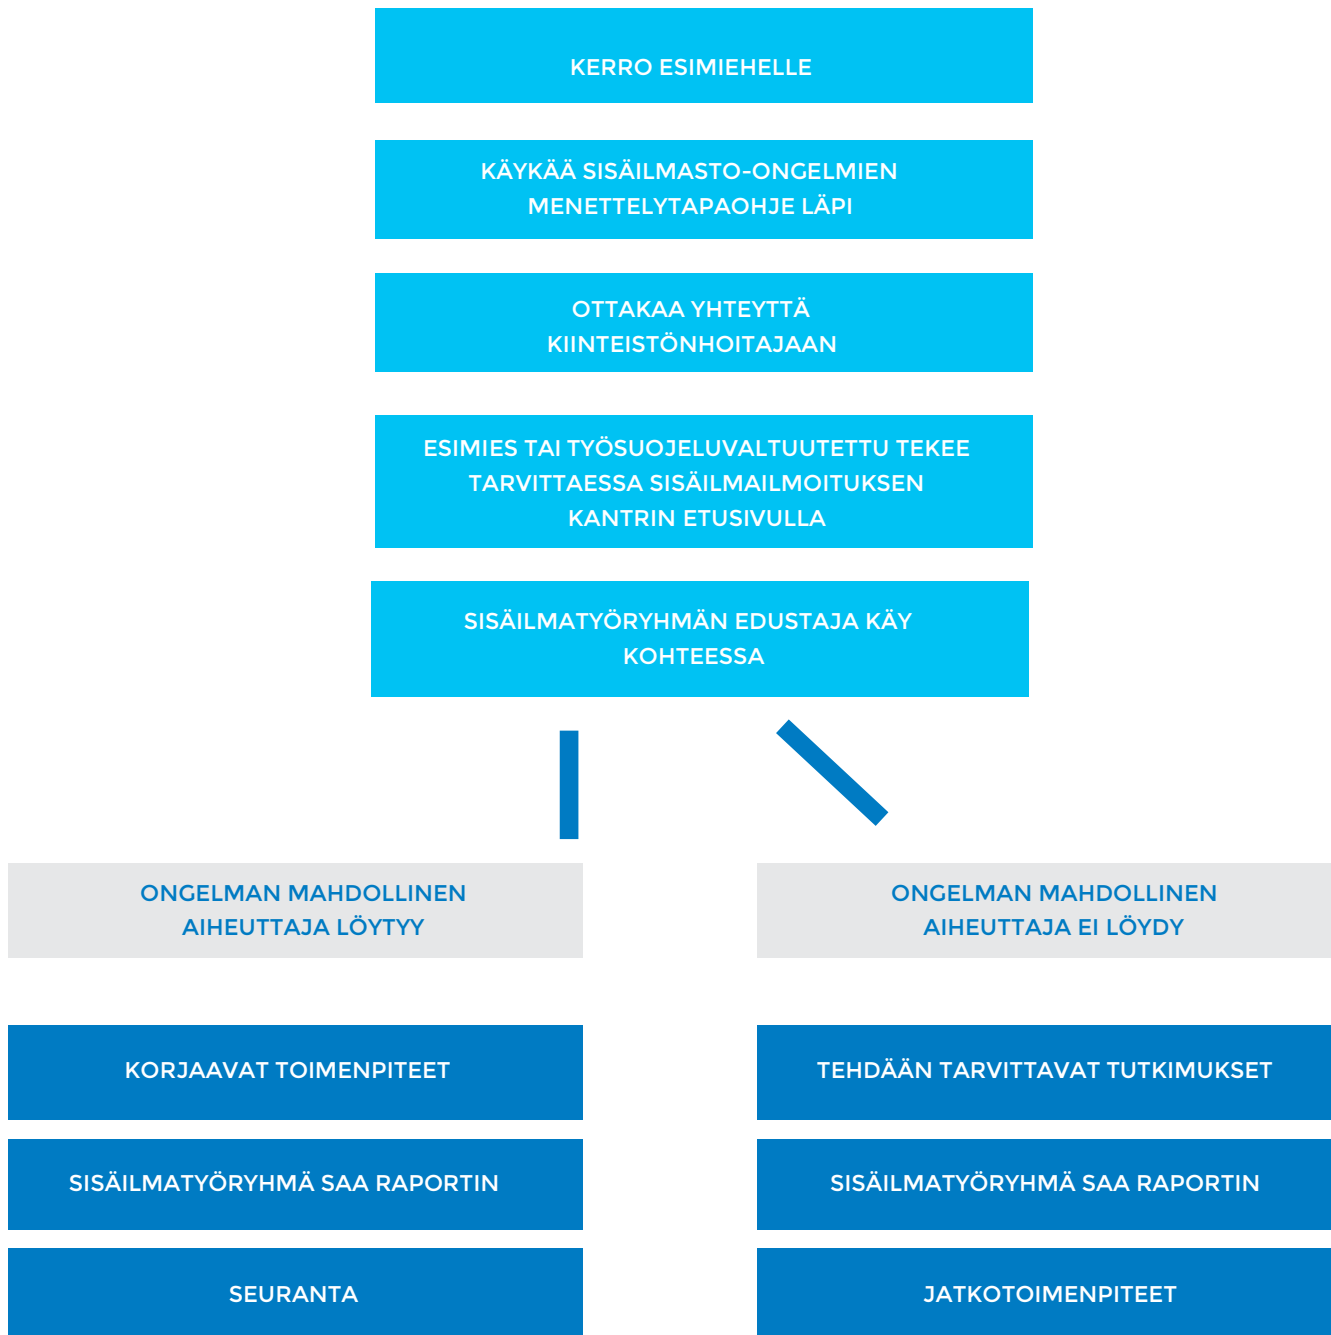 KERRO ESIMIEHELLE
KÄYKÄÄ SISÄILMASTO-ONGELMIEN
MENETTELYTAPAOHJE LÄPI
OTTAKAA YHTEYTTÄ
KIINTEISTÖNHOITAJAAN
ESIMIES TAI TYÖSUOJELUVALTUUTETTU TEKEE
TARVITTAESSA SISÄILMAILMOITUKSEN
KANTRIN ETUSIVULLA
SISÄILMATYÖRYHMÄN EDUSTAJA KÄY
KOHTEESSA
ONGELMAN MAHDOLLINEN
AIHEUTTAJA LÖYTYY
KORJAAVAT TOIMENPITEET
SISÄILMATYÖRYHMÄ SAA RAPORTIN
SEURANTA
ONGELMAN MAHDOLLINEN
AIHEUTTAJA EI LÖYDY
TEHDÄÄN TARVITTAVAT TUTKIMUKSET
SISÄILMATYÖRYHMÄ SAA RAPORTIN
JATKOTOIMENPITEET